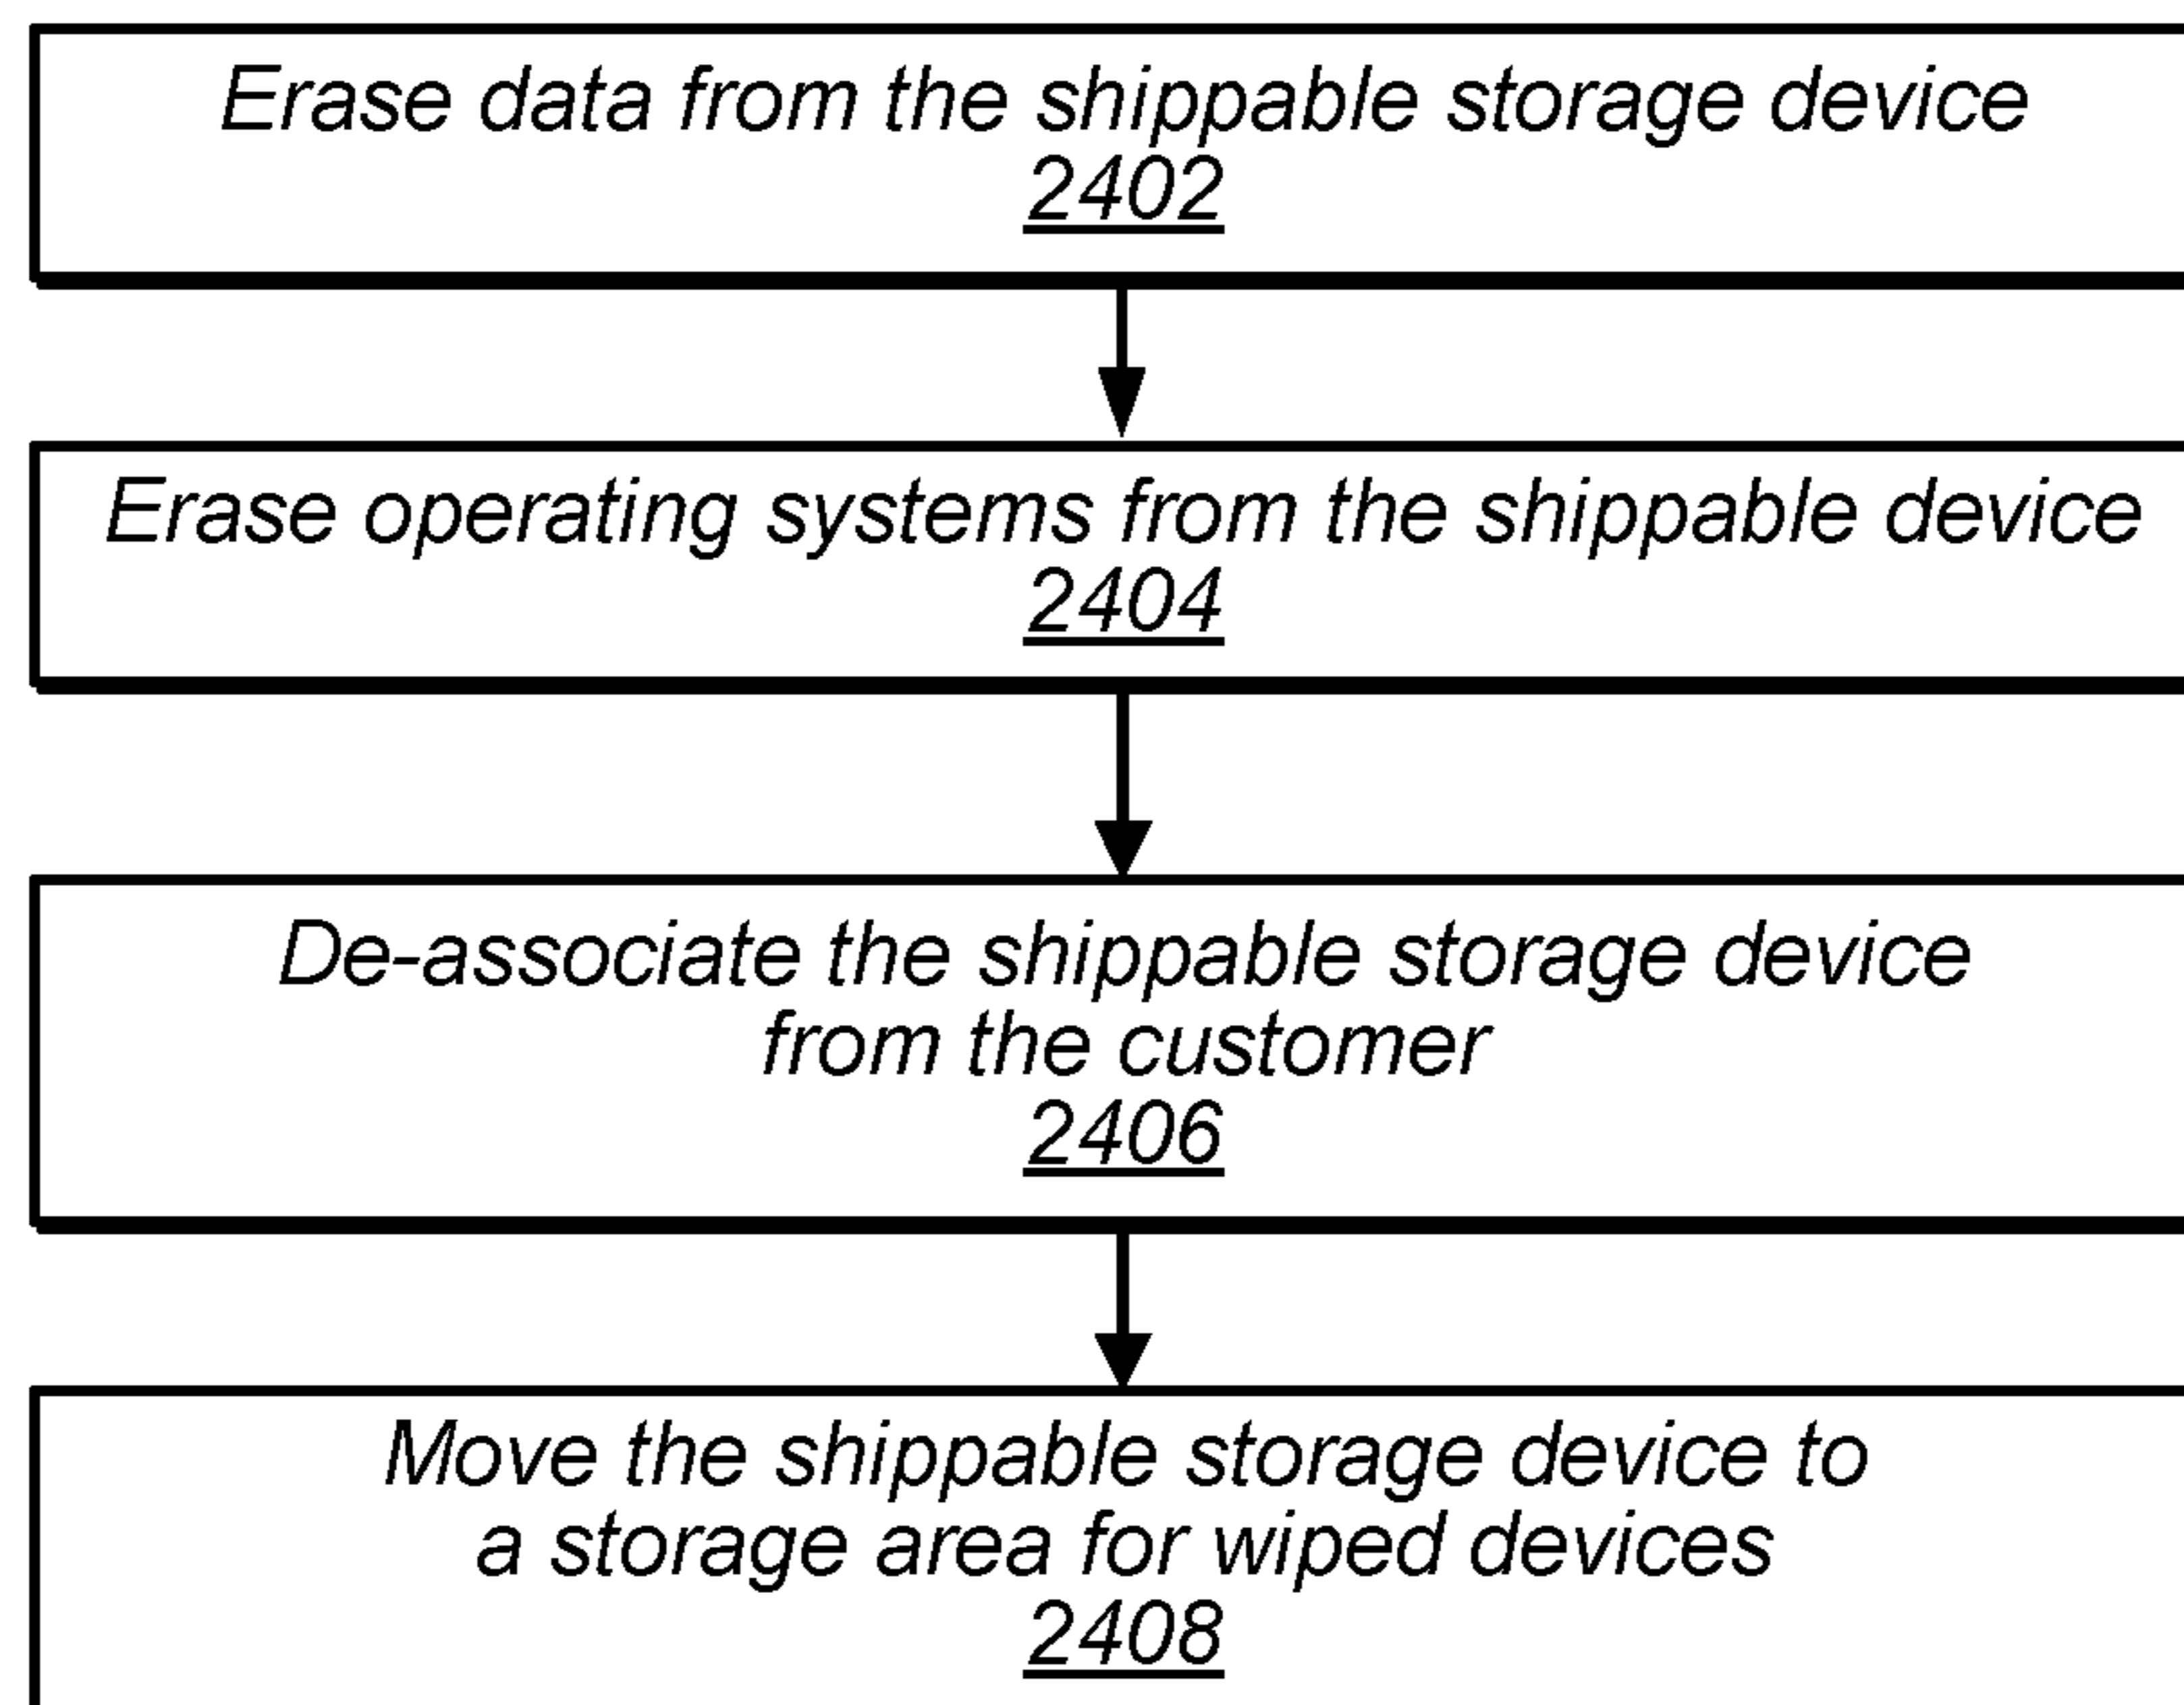 Erase data from the shippable storage device
2402
Erase operating systems from the shippable device
2404
De-associate the shippable storage device
from the customer
2406
Move the shippable storage device to
a storage area for wiped devices
2408